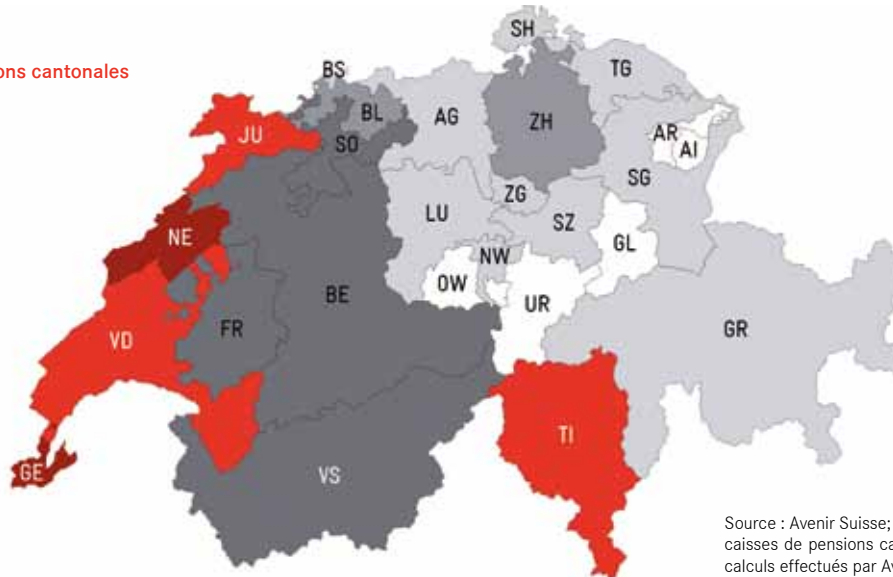 SH
ons cantonales
BS
TG
BL
AG
ZH
JU
SO
AR
AI
SG
ZG
LU
SZ
NE
GL
NW
OW
BE
UR
FR
GR
VD
TI
GE
VS
Source : Avenir Suisse;
caisses de pensions ca
calculs effectués par Av